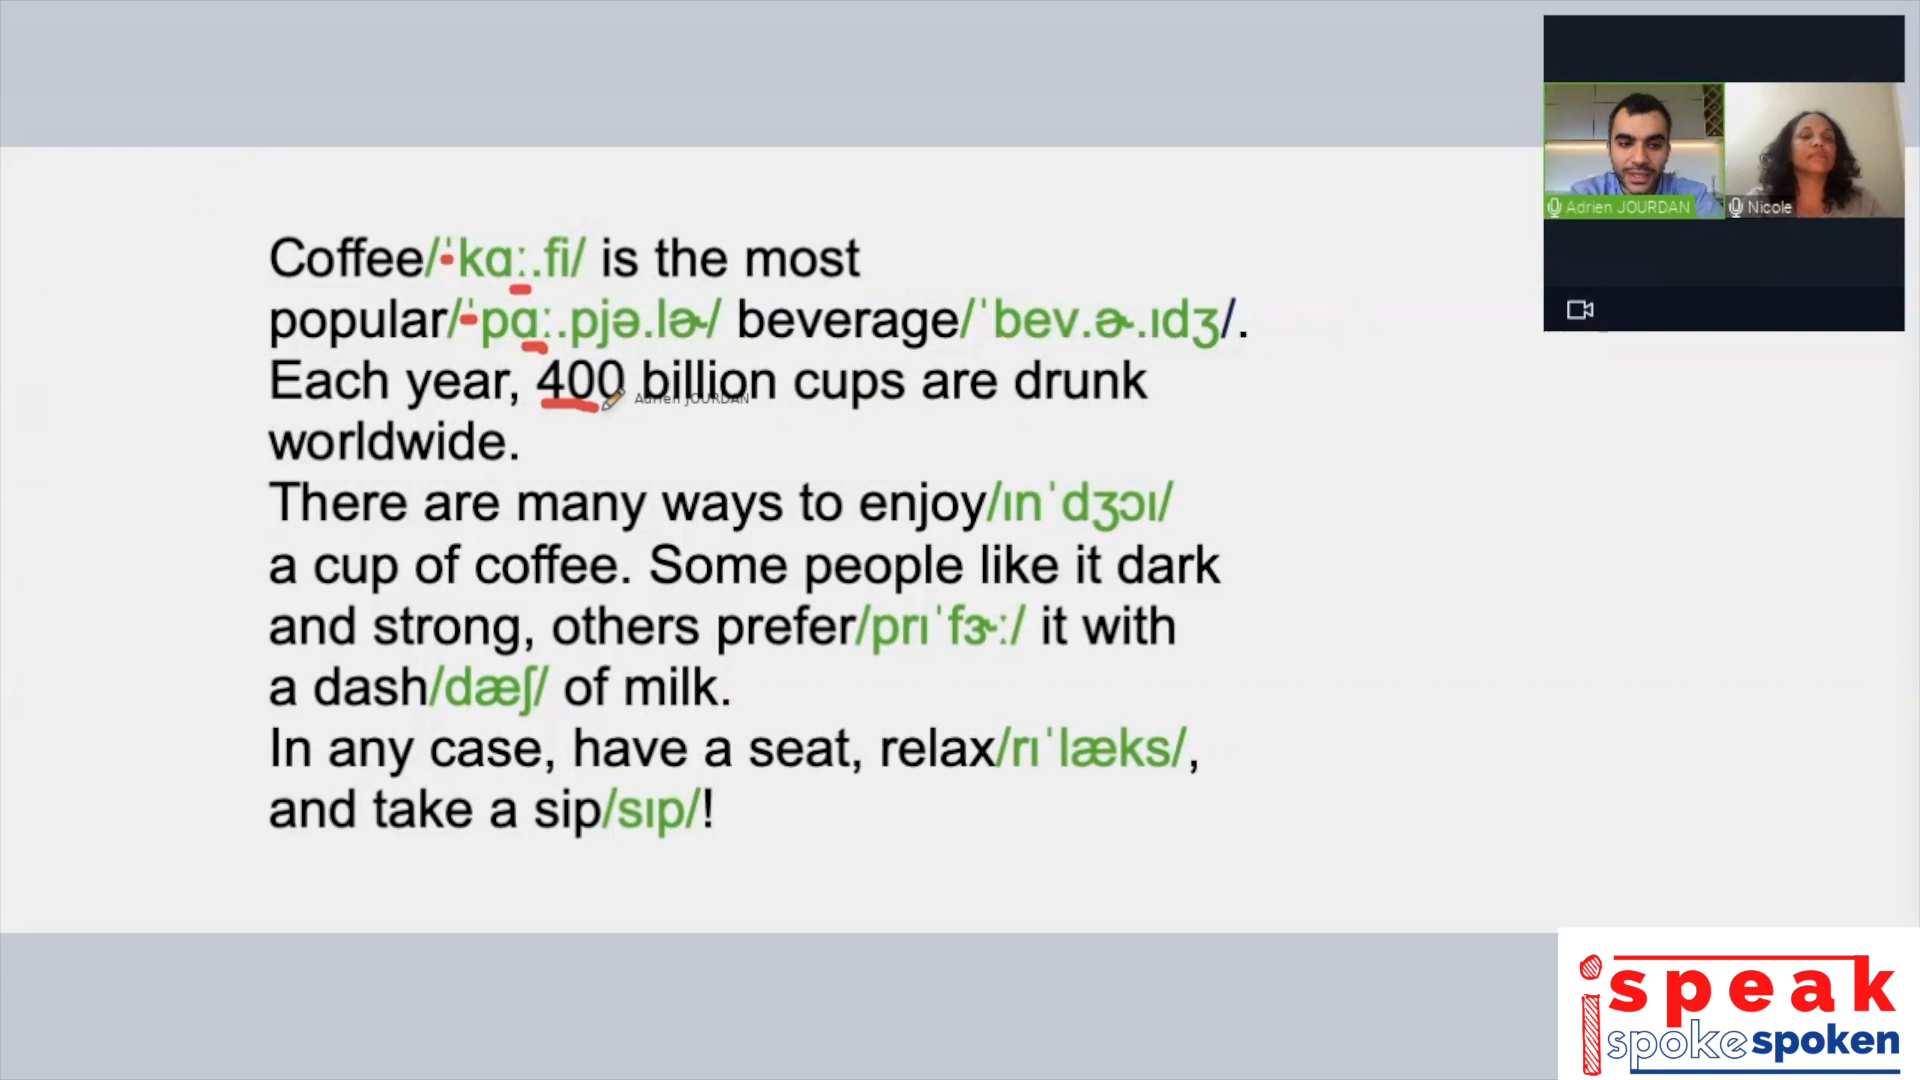 Coffee/ˈkɑː.fi/ is the most
popular/ˈpɑː.pjə.lɚ/ beverage/ˈbev.ɚ.ɪdʒ/.
Each year, 400 billion cups are drunk
Adrien JOURDAN
worldwide.
There are many ways to enjoy/ɪnˈdʒɔɪ/
a cup of coffee. Some people like it dark
and strong, others prefer/prɪˈfɝː/ it with
a dash/dæʃ/ of milk.
In any case, have a seat, relax/rɪˈlæks/,
and take a sip/sɪp/!
Adrien JOURDAN
Nicole
ispeak
spokespoken